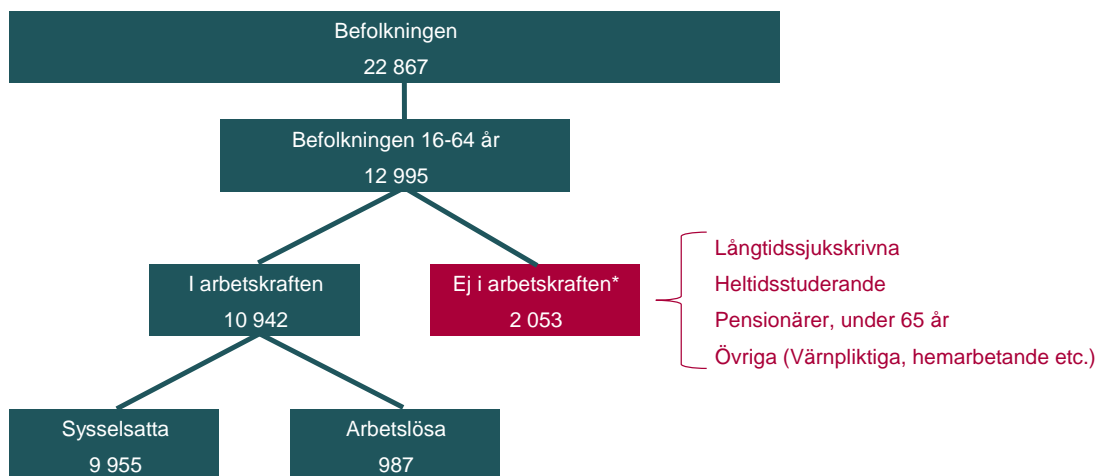 Befolkningen
22 867
Befolkningen 16-64 år
12 995
I arbetskraften
10 942
Ej i arbetskraften*
2 053
Långtidssjukskrivna
Heltidsstuderande
Pensionärer, under 65 år
Övriga (Värnpliktiga, hemarbetande etc.)
Sysselsatta
9 955
Arbetslösa
987